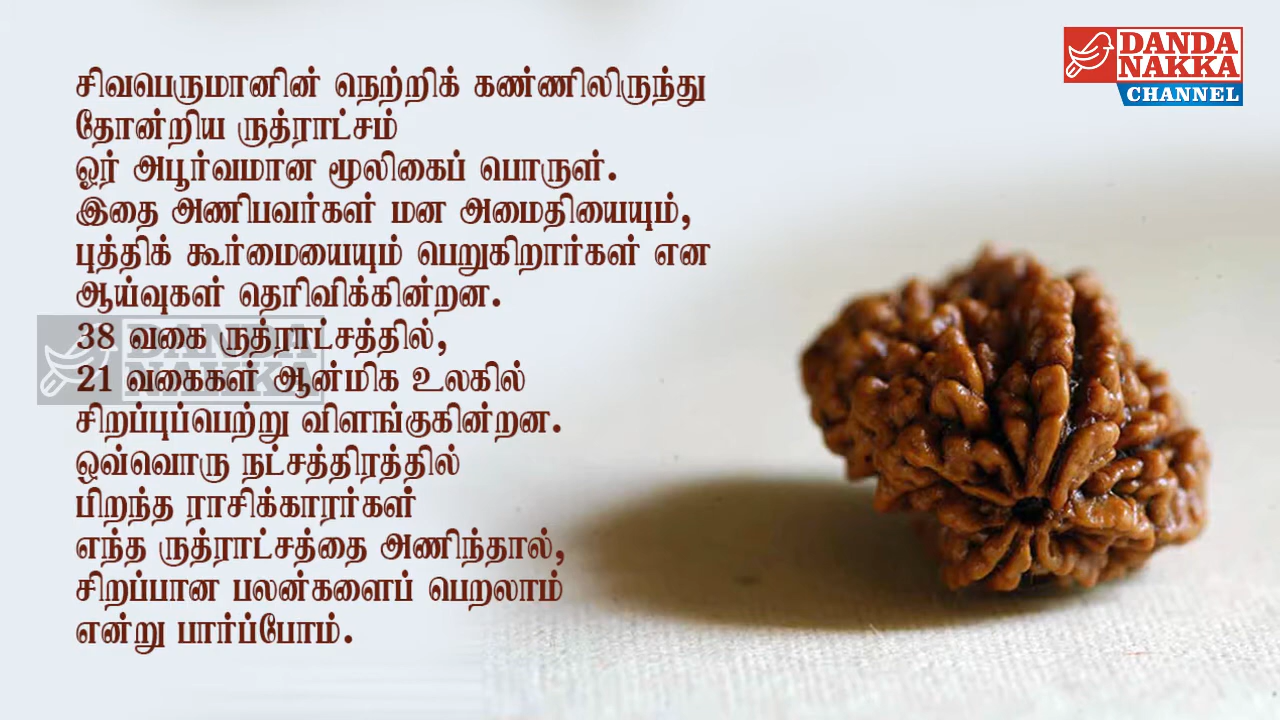 சிவபெருமானின் நெற்றிக் கண்ணிலிருந்து
தோன்றிய ருத்ராட்சம்
ஓர் அபூர்வமான மூலிகைப் பொருள்.
இதை அணிபவர்கள் மன அமைதியையும்,
புத்திக் கூர்மையையும் பெறுகிறார்கள் என
ஆய்வுகள் தெரிவிக்கின்றன.
38 வகை ருத்ராட்சத்தில்,
21 வகைகள் ஆன்மிக உலகில்
சிறப்புப்பெற்று விளங்குகின்றன.
ஒவ்வொரு நட்சத்திரத்தில்
பிறந்த ராசிக்காரர்கள்
எந்த ருத்ராட்சத்தை அணிந்தால்,
சிறப்பான பலன்களைப் பெறலாம்
என்று பார்ப்போம்.
DANDA
NAKKA
CHANNEL
DANDA
NAKKA